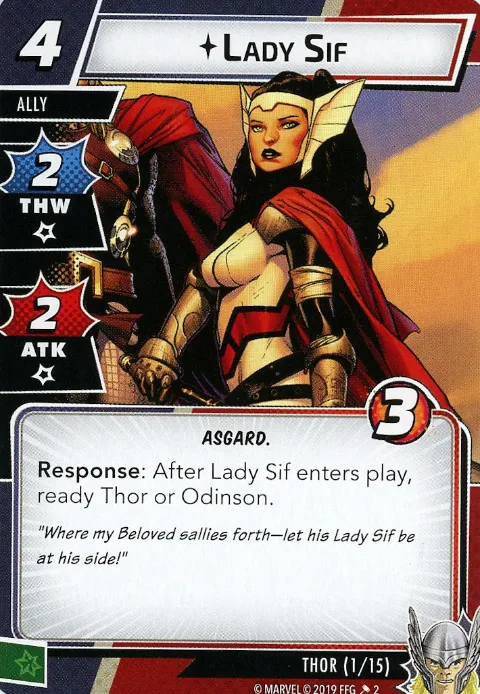 4
LADY SIF
ALLY
2
THW
2
ATK
3
ASGARD.
Response: After Lady Sif enters play,
ready Thor or Odinson.
"Where my Beloved sallies forth—let his Lady Sif be
at his side!"
THOR (1/15)
© MARVEL © 2019 FFG 2